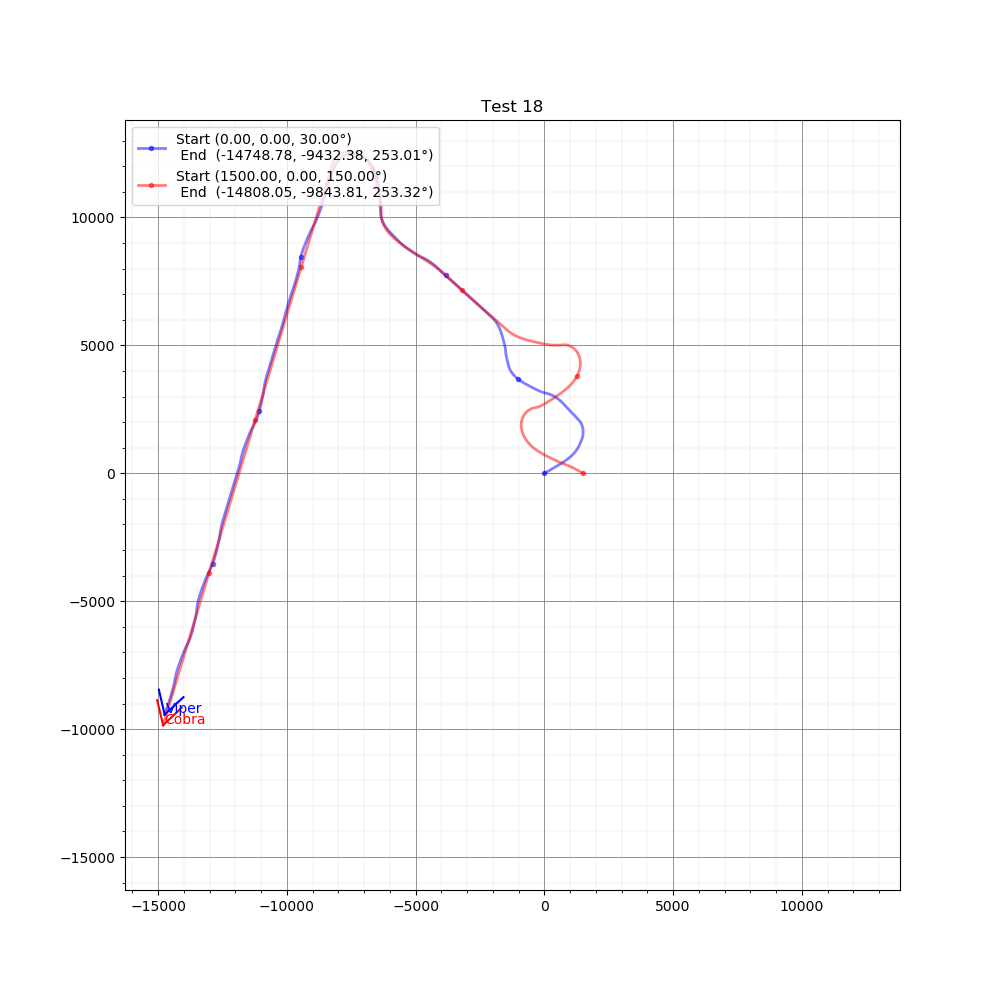 Test 18
Start (0.00, 0.00, 30.00°)
End (-14748.78, -9432.38, 253.01°)
Start (1500.00, 0.00, 150.00°)
End (-14808.05, -9843.81, 253.32°)
10000
5000
0
−5000
−10000
−15000
Viper
Cobra
−15000
−10000
−5000
0
5000
10000